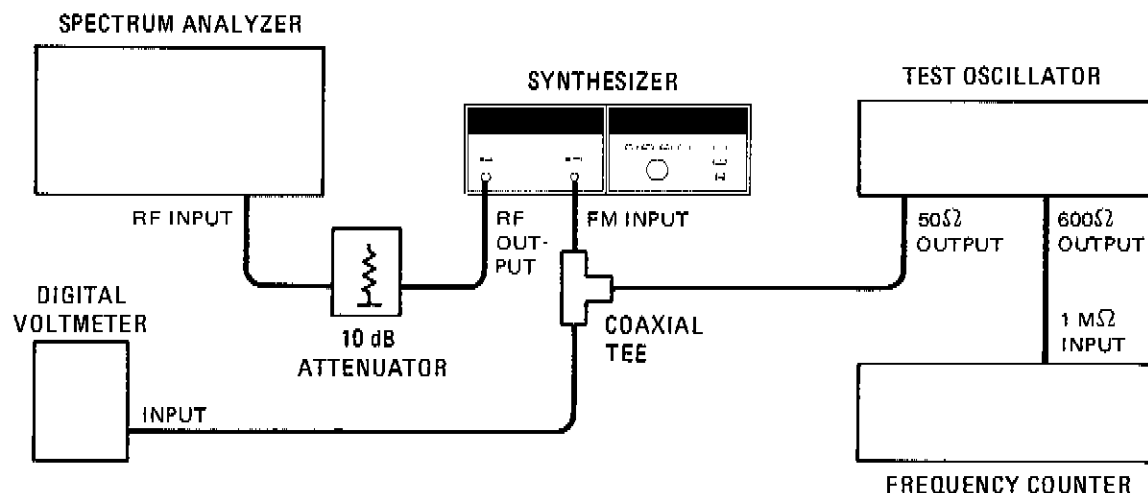 SPECTRUM ANALYZER
SYNTHESIZER
TEST OSCILLATOR
RF INPUT
RF
OUT-
PUT
FM INPUT
50Ω
OUTPUT
600Ω
OUTPUT
DIGITAL
VOLTMETER
10 dB
ATTENUATOR
COAXIAL
TEE
1 MΩ
INPUT
INPUT
FREQUENCY COUNTER